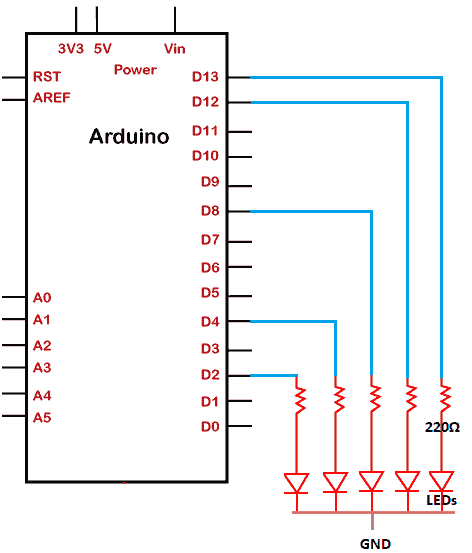 3V3 5V Vin
Power
RST D13
AREF D12
Arduino D11
D10
D9
D8
D7
D6
A0 D5
A1 D4
A2 D3
A3 D2
A4 D1
A5 D0
220Ω
LEDs
GND